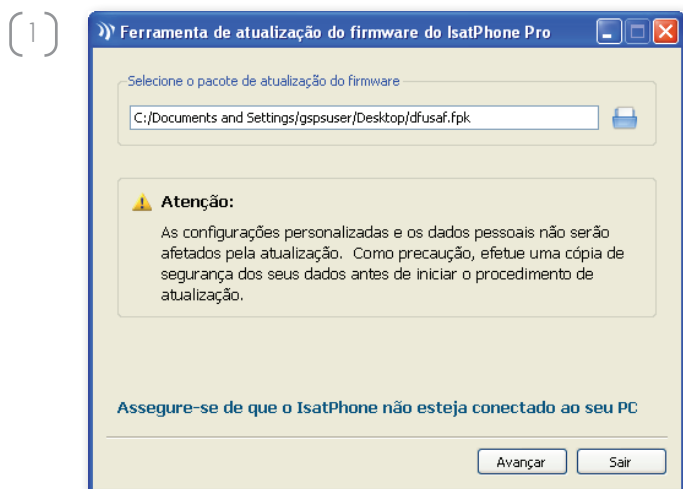 1
Ferramenta de atualização do firmware do IsatPhone Pro
Selecione o pacote de atualização do firmware
C:/Documents and Settings/gspsuser/Desktop/dfusaf.fpk
Atenção:
As configurações personalizadas e os dados pessoais não serão
afetados pela atualização. Como precaução, efetue uma cópia de
segurança dos seus dados antes de iniciar o procedimento de
atualização.
Assegure-se de que o IsatPhone não esteja conectado ao seu PC
Avançar Sair